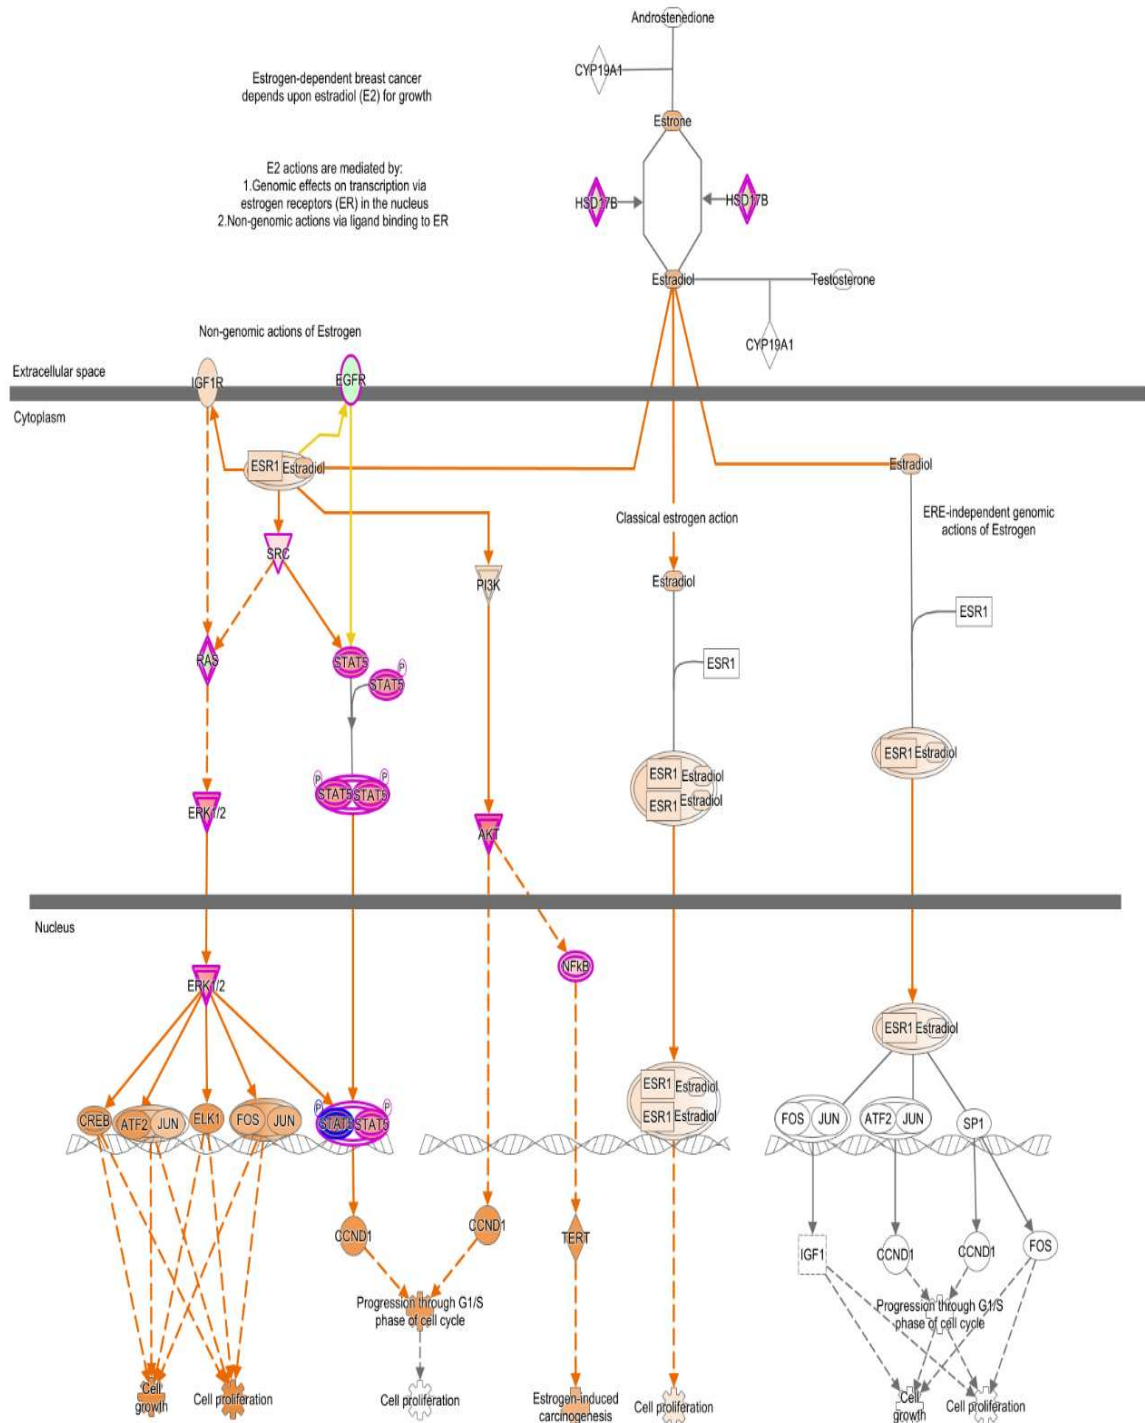 Androstenedione
CYP19A1
Estrogen-dependent breast cancer
depends upon estradiol (E2) for growth
Estrone
E2 actions are mediated by:
1.Genomic effects on transcription via
estrogen receptors (ER) in the nucleus
2.Non-genomic actions via ligand binding to ER
HSD17B
HSD17B
Estradiol
Testosterone
CYP19A1
Non-genomic actions of Estrogen
Extracellular space
IGF1R
EGFR
Cytoplasm
ESR1
Estradiol
Estradiol
Classical estrogen action
ERE-independent genomic
actions of Estrogen
SRC
PI3K
Estradiol
ESR1
RAS
STAT5
STAT5
P
ESR1
ESR1
Estradiol
ESR1
Estradiol
ESR1
Estradiol
P
P
STAT5
STAT5
ERK1/2
AKT
Nucleus
ERK1/2
NFkB
ESR1
Estradiol
ESR1
Estradiol
ESR1
Estradiol
CREB
ATF2
JUN
ELK1
FOS
JUN
P
P
STAT5
STAT5
FOS
JUN
ATF2
JUN
SP1
CCND1
CCND1
TERT
IGF1
CCND1
CCND1
FOS
Progression through G1/S
phase of cell cycle
Progression through G1/S
phase of cell cycle
Cell
growth
Cell proliferation
Cell proliferation
Estrogen-induced
carcinogenesis
Cell proliferation
Cell
growth
Cell proliferation